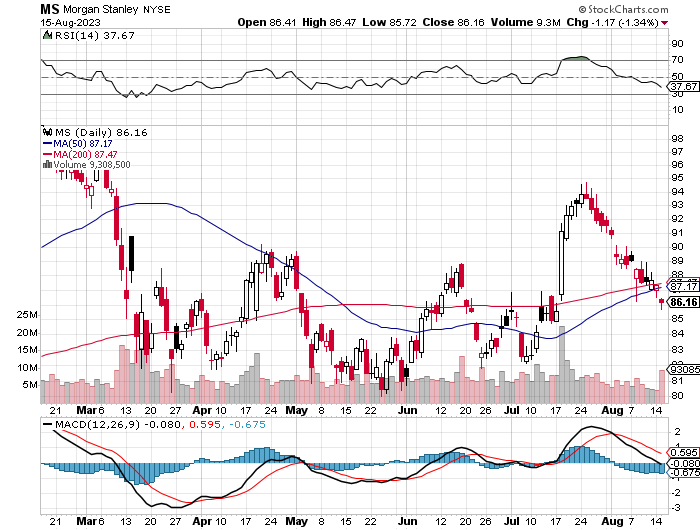 MS Morgan Stanley NYSE © StockCharts.com
15-Aug-2023 Open 86.41 High 86.47 Low 85.72 Close 86.16 Volume 9.3M Chg -1.17 (-1.34%)
RSI(14) 37.67
90
70
50
37.67
30
10
MS (Daily) 86.16
MA(50) 87.17
MA(200) 87.47
Volume 9,308,500
98
97
96
95
94
93
92
91
90
89
88
87.17
86.16
85
84
83
82
81
80
25M
20M
15M
10M
5M
93085
21 Mar 6 13 20 27 Apr 10 17 24 May 8 15 22 Jun 12 20 26 Jul 10 17 24 Aug 7 14
MACD(12,26,9) -0.080, 0.595, -0.675
2
1
0.595
-0.080
-0.675
-1
-2
21 Mar 6 13 20 27 Apr 10 17 24 May 8 15 22 Jun 12 20 26 Jul 10 17 24 Aug 7 14